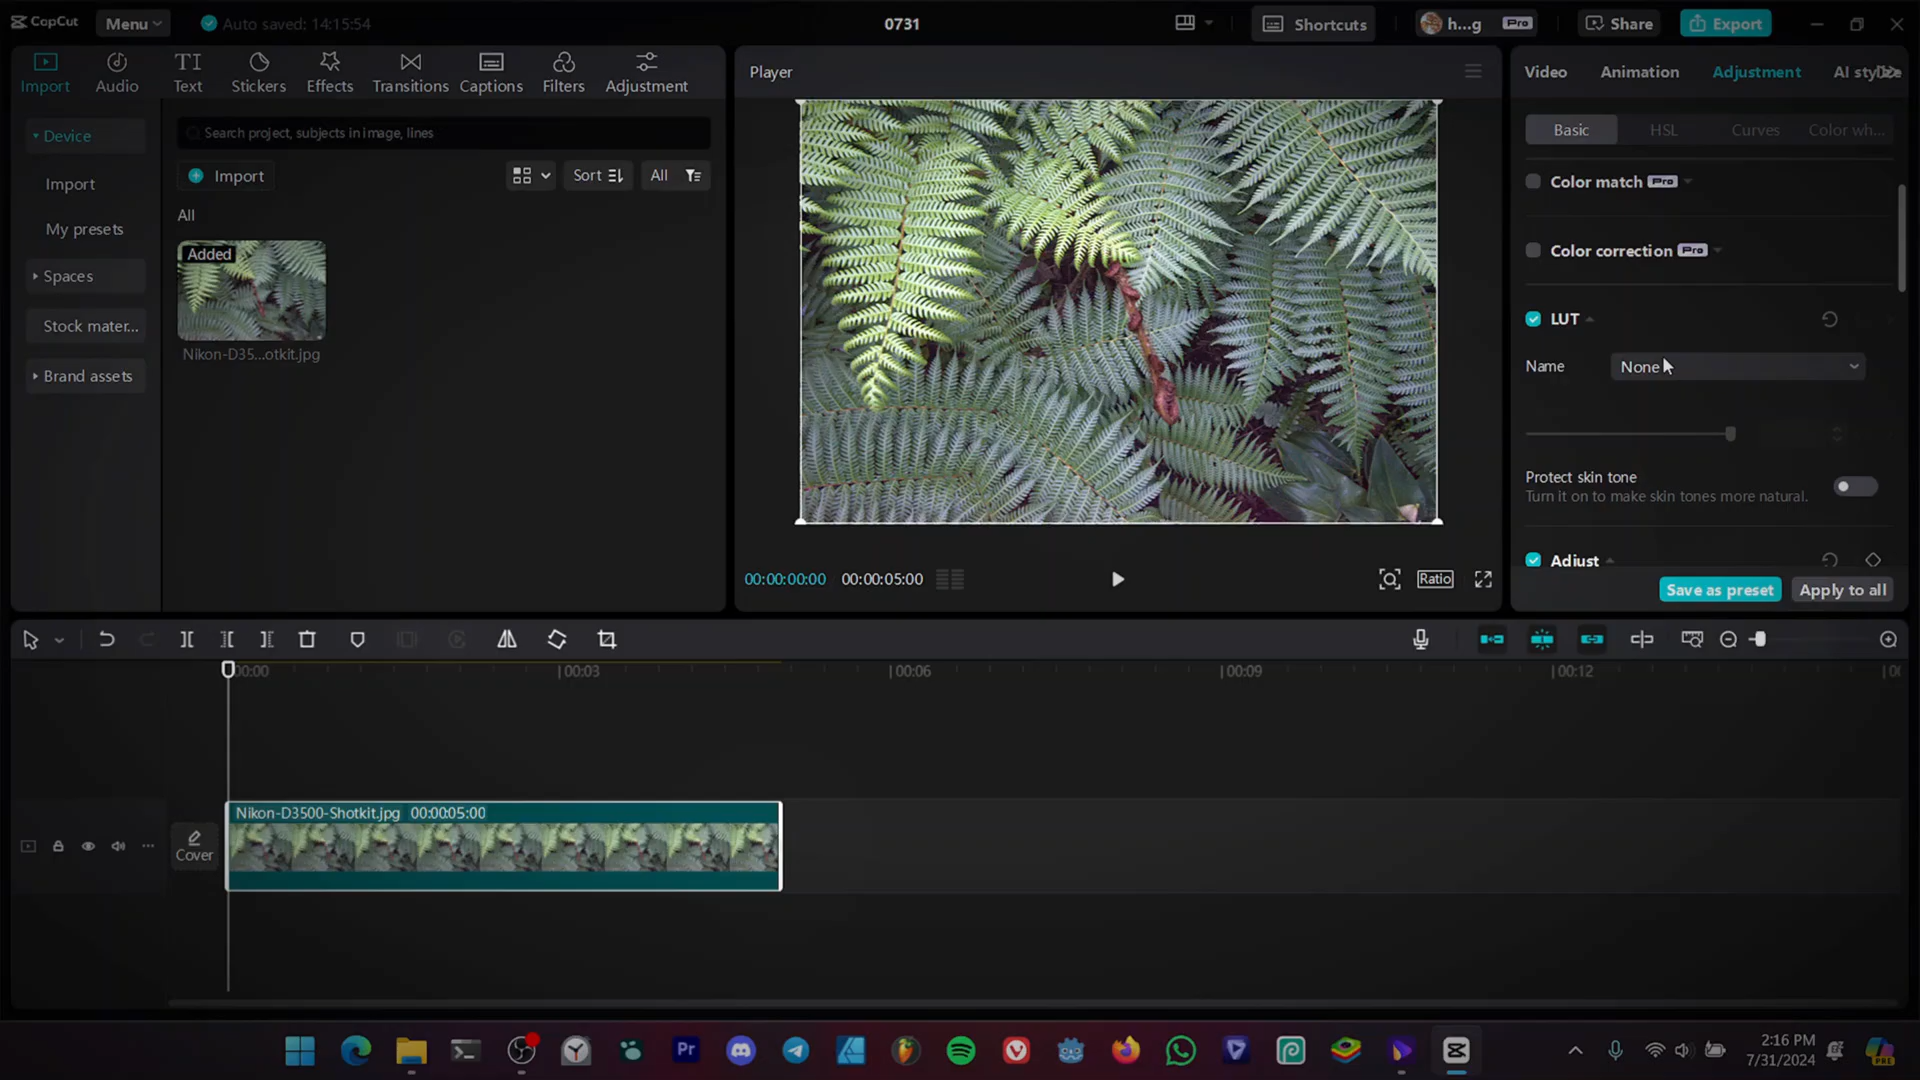 CapCut
Menu
Auto saved: 14:15:54
0731
Shortcuts
h...g
Pro
Share
Export
Import
Audio
Text
Stickers
Effects
Transitions
Captions
Filters
Adjustment
Device
Import
My presets
Spaces
Stock mater...
Brand assets
Search project, subjects in image, lines
Import
Sort
All
All
Added
Nikon-D35...otkit.jpg
Player
00:00:00:00
00:00:05:00
Ratio
Video
Animation
Adjustment
AI stylize
Basic
HSL
Curves
Color wh...
Color match
Pro
Color correction
Pro
LUT
Name
None
Protect skin tone
Turn it on to make skin tones more natural.
Adjust
Save as preset
Apply to all
00:00
00:03
00:06
00:09
00:12
Nikon-D3500-Shotkit.jpg
00:00:05:00
Cover
Pr
2:16 PM
7/31/2024
PRE